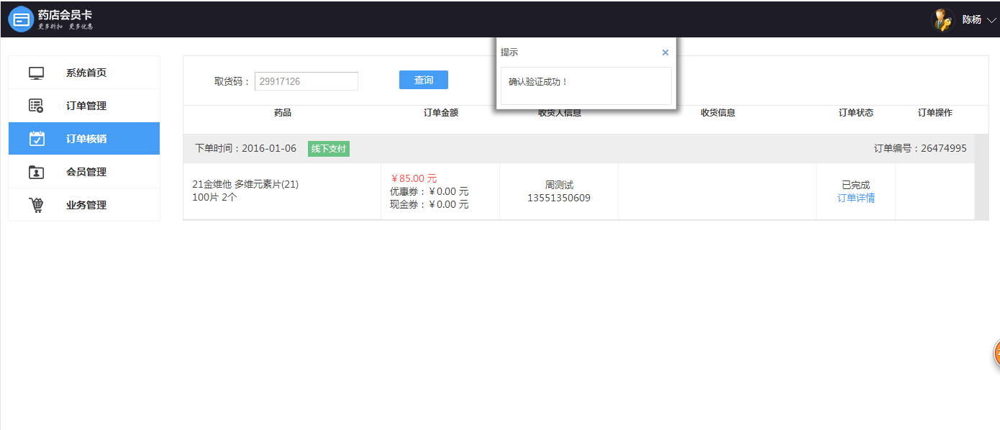 药店会员卡
更多折扣 更多优惠
陈杨
系统首页
订单管理
订单核销
会员管理
业务管理
提示
×
确认验证成功！
取货码：
29917126
查询
药品
订单金额
收货人信息
收货信息
订单状态
订单操作
下单时间：2016-01-06
线下支付
订单编号：26474995
21金维他 多维元素片(21)
100片 2个
￥85.00 元
优惠券：￥0.00 元
现金券：￥0.00 元
周测试
13551350609
已完成
订单详情